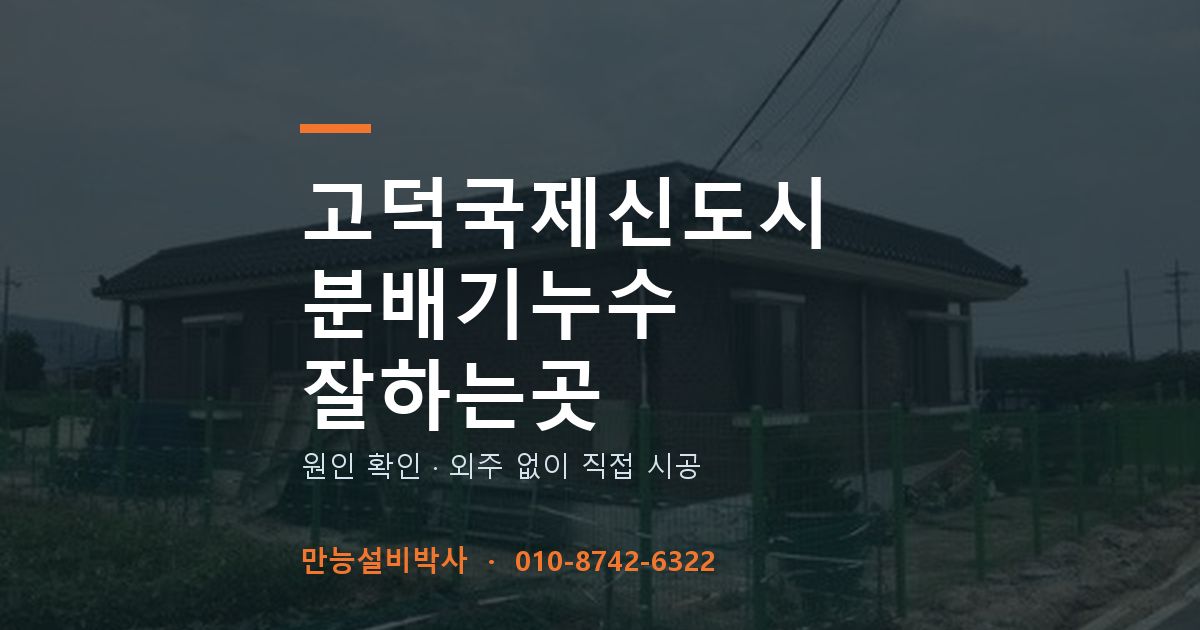 고덕국제신도시
분배기누수
잘하는곳
원인 확인 · 외주 없이 직접 시공
만능설비박사 · 010-8742-6322